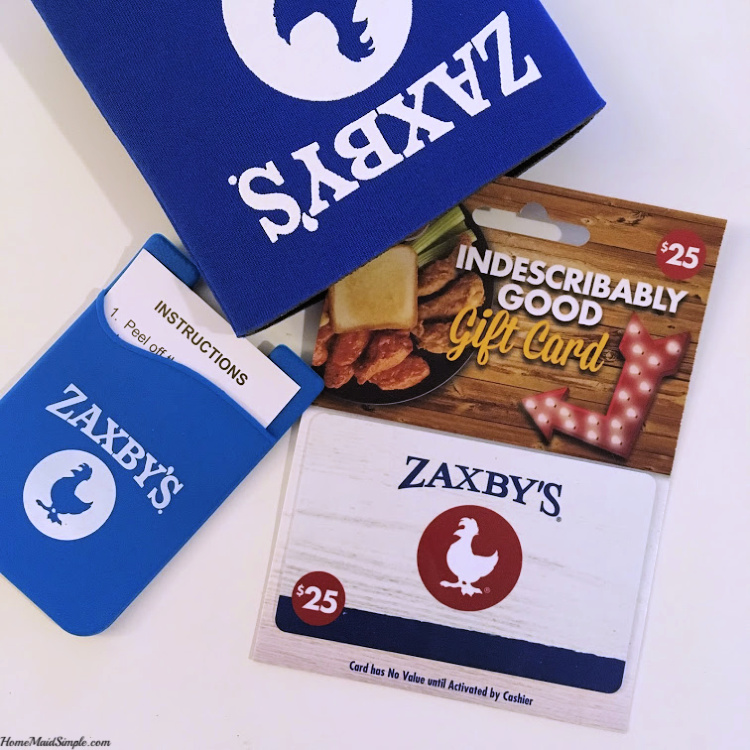 ZAXBY'S
INSTRUCTIONS
1. Peel off
ZAXBY'S
$25
INDESCRIBABLY
GOOD
Gift Card
ZAXBY'S
$25
Card has No Value until Activated by Cashier
HomeMaidSimple.com